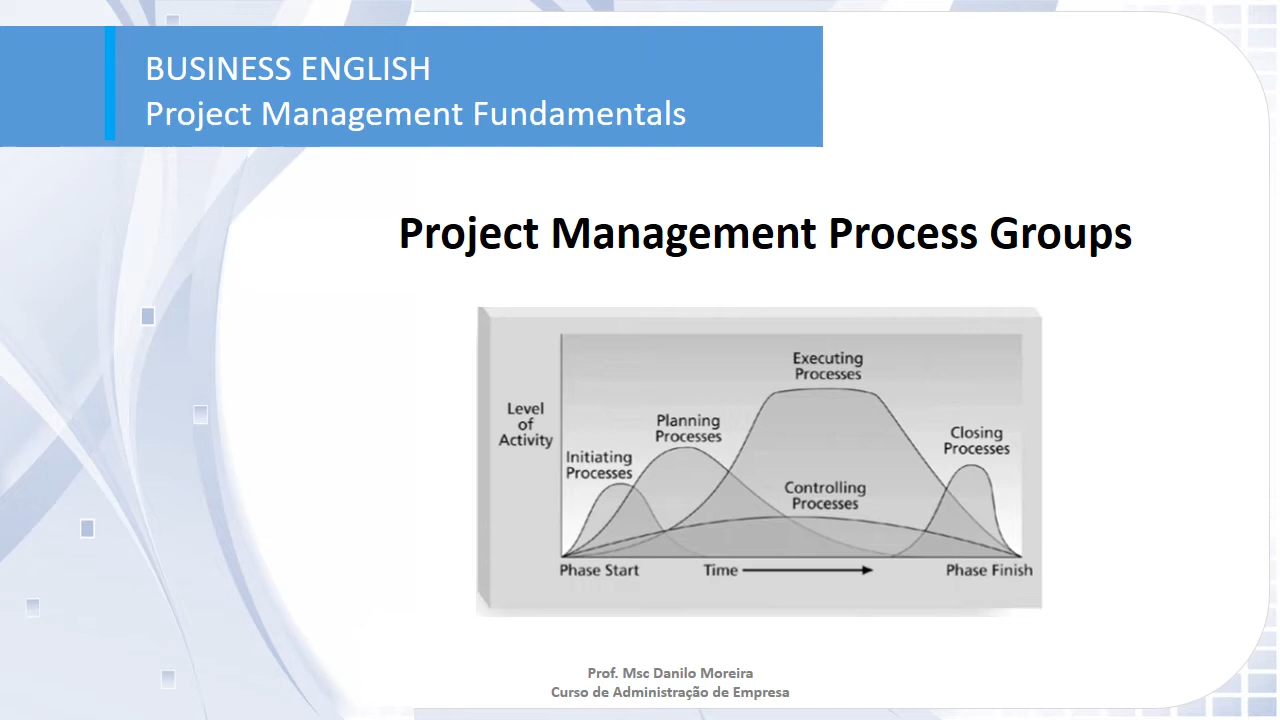 BUSINESS ENGLISH
Project Management Fundamentals
Project Management Process Groups
Executing
Processes
Level
of
Activity
Planning
Processes
Closing
Processes
Initiating
Processes
Controlling
Processes
Phase Start
Time
Phase Finish
Prof. Msc Danilo Moreira
Curso de Administração de Empresa